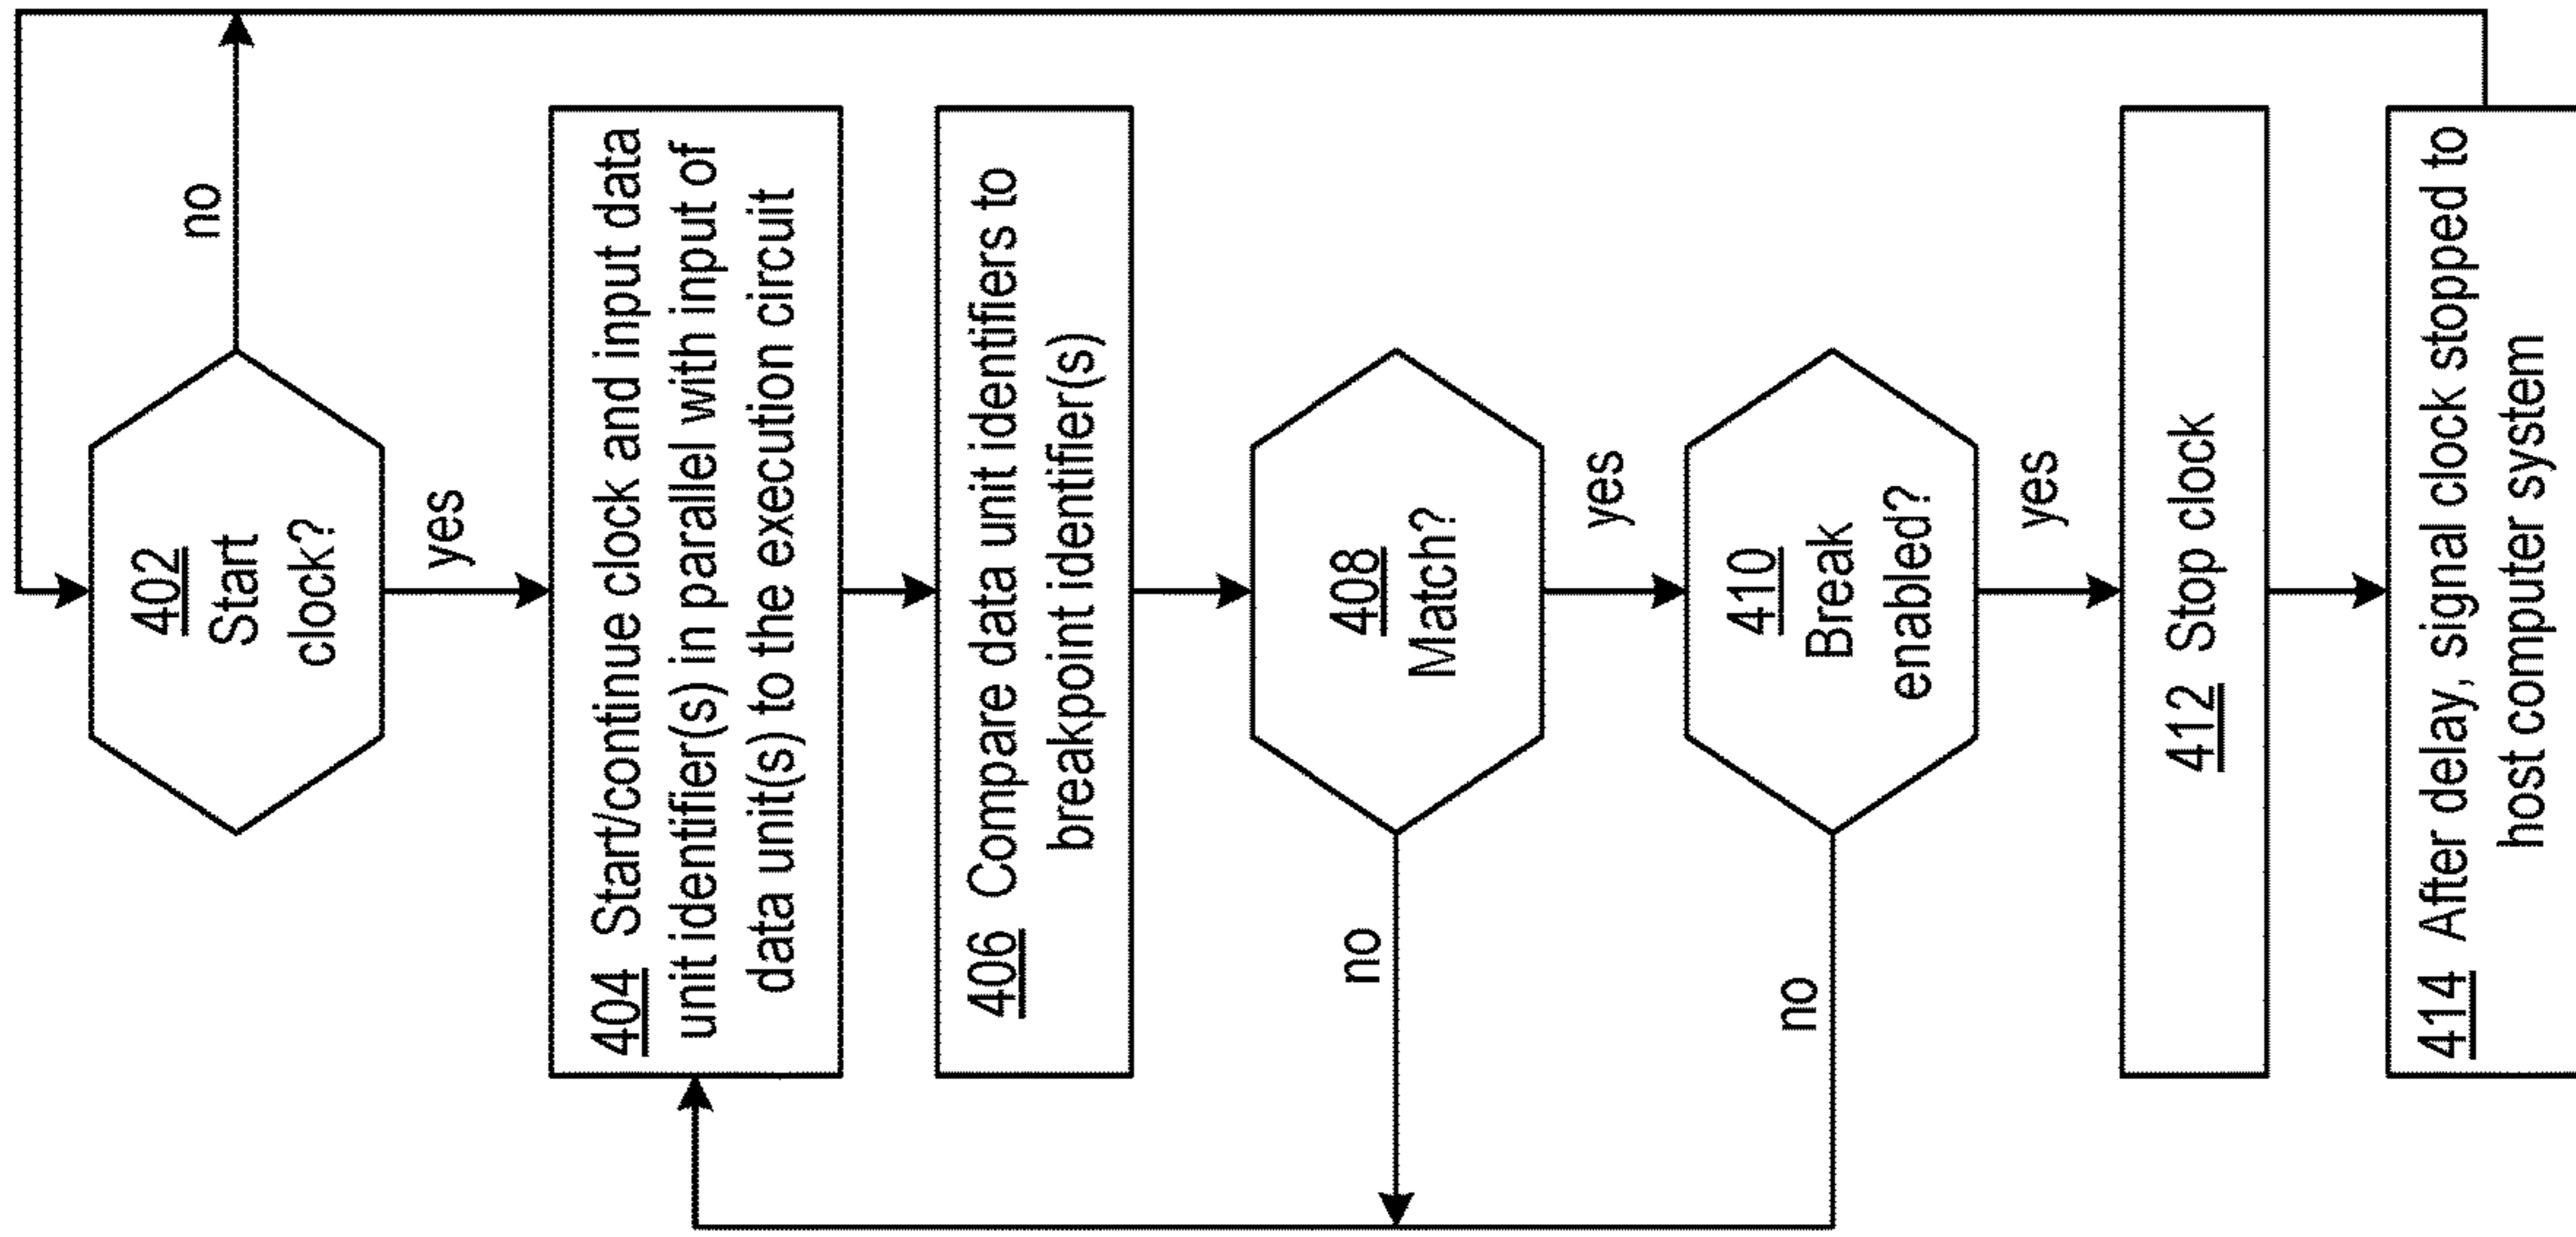 402
Start
clock?
no
yes
404 Start/continue clock and input data
unit identifier(s) in parallel with input of
data unit(s) to the execution circuit
406 Compare data unit identifiers to
breakpoint identifier(s)
408
Match?
no
yes
410
Break
enabled?
no
yes
412 Stop clock
414 After delay, signal clock stopped to
host computer system